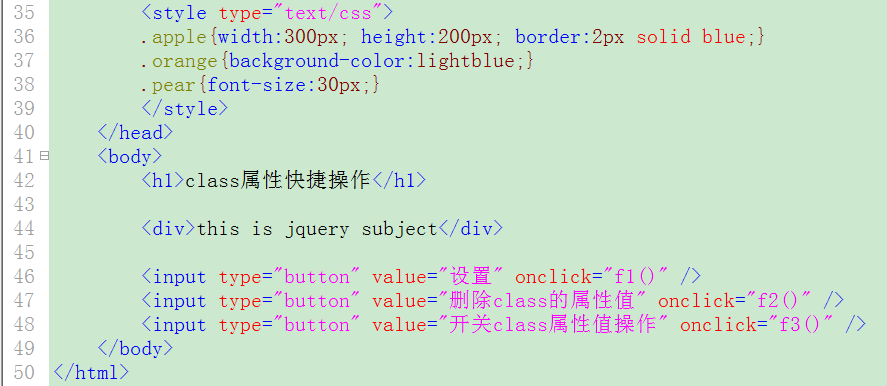 35 <style type="text/css">
36 .apple{width:300px; height:200px; border:2px solid blue;}
37 .orange{background-color:lightblue;}
38 .pear{font-size:30px;}
39 </style>
40 </head>
41 <body>
42 <h1>class属性快捷操作</h1>
43
44 <div>this is jquery subject</div>
45
46 <input type="button" value="设置" onclick="f1()" />
47 <input type="button" value="删除class的属性值" onclick="f2()" />
48 <input type="button" value="开关class属性值操作" onclick="f3()" />
49 </body>
50 </html>